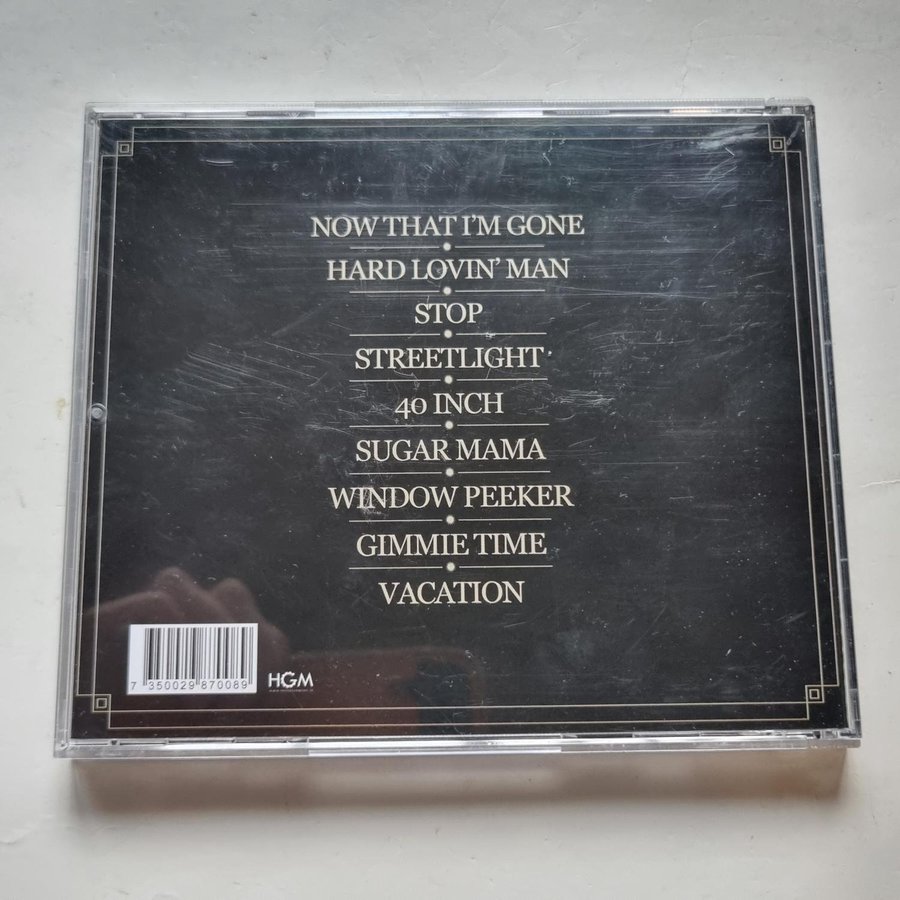 NOW THAT I'M GONE
HARD LOVIN' MAN
STOP
STREETLIGHT
40 INCH
SUGAR MAMA
WINDOW PEEKER
GIMMIE TIME
VACATION
7 350029 870089
HGM